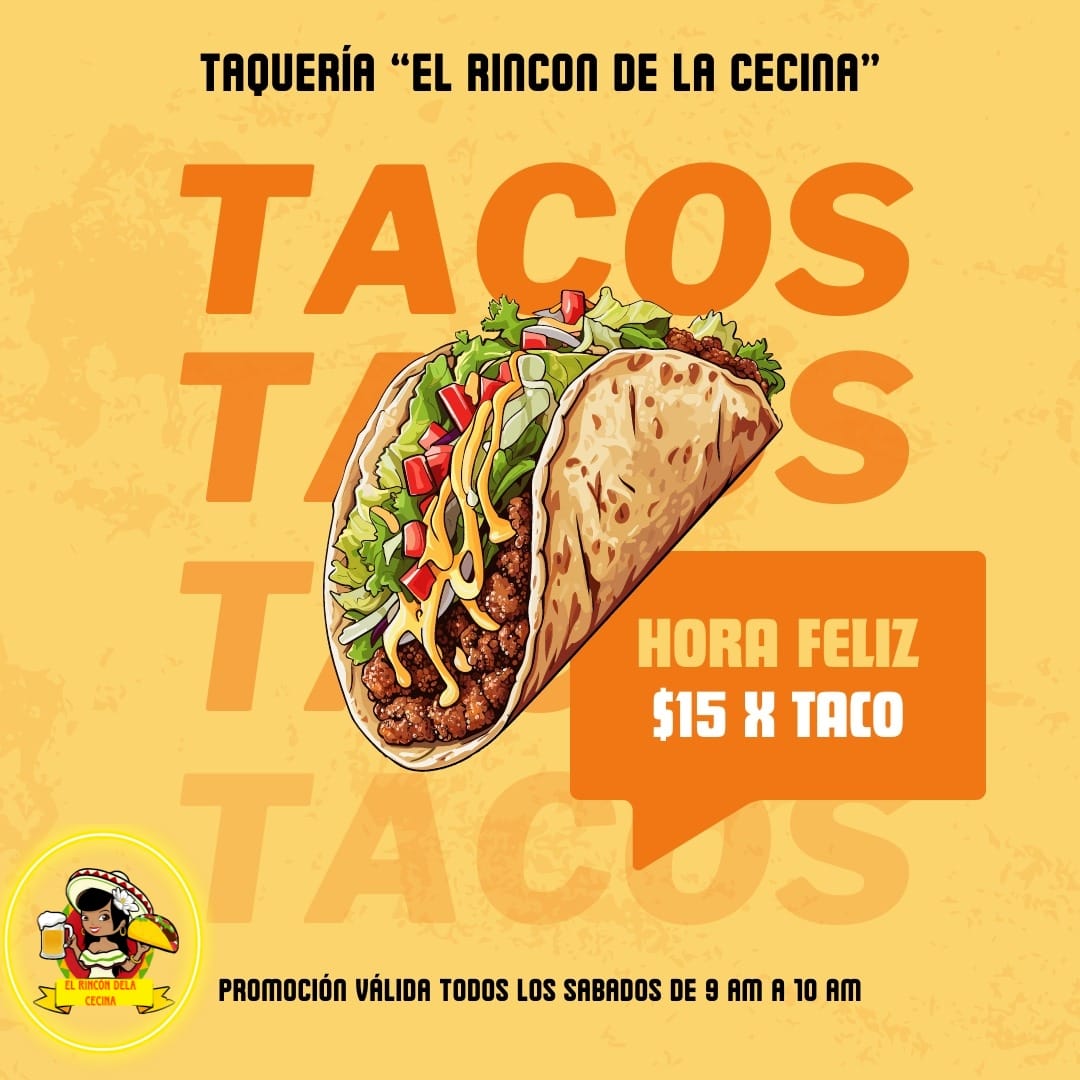 TAQUERÍA “EL RINCON DE LA CECINA”
TACOS
TACOS
TACOS
HORA FELIZ
$15 X TACO
TACOS
EL RINCÓN DELA
CECINA
PROMOCIÓN VÁLIDA TODOS LOS SABADOS DE 9 AM A 10 AM